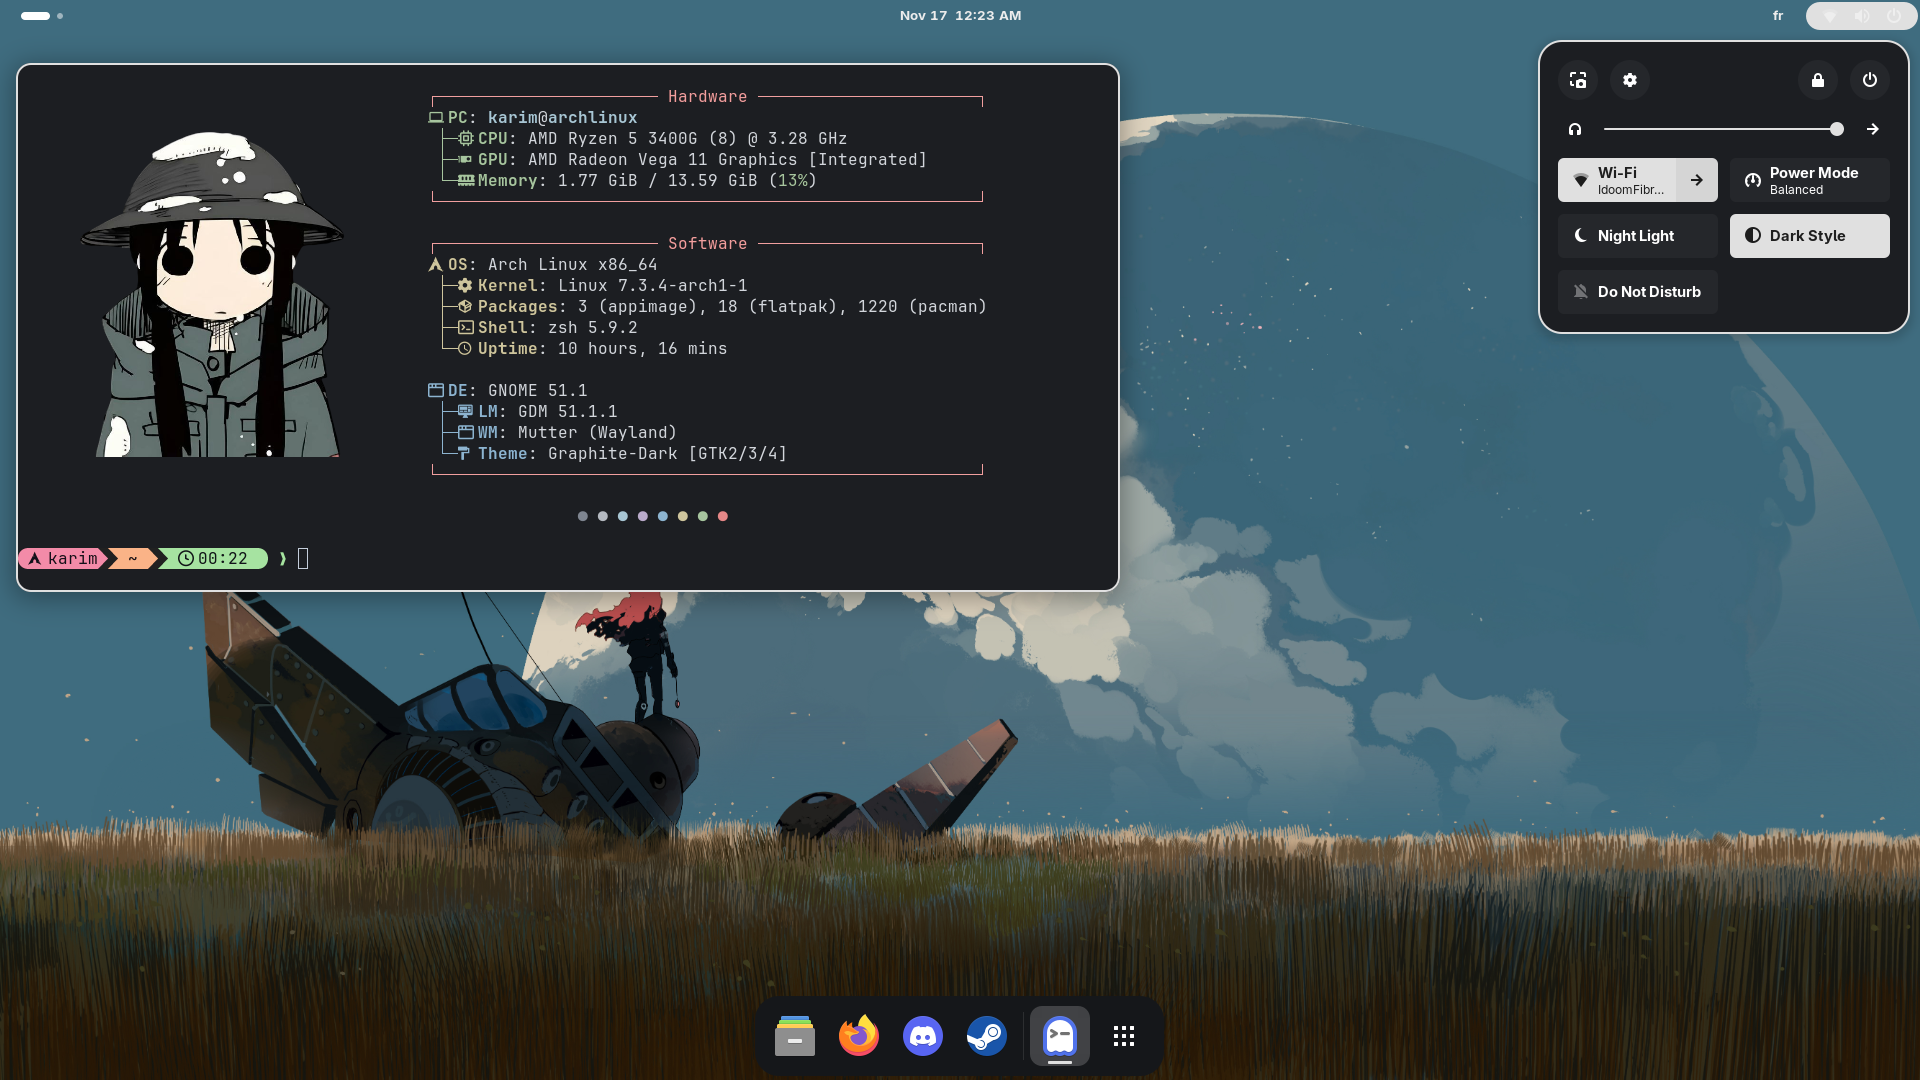 Nov 17 12:23 AM
fr
Hardware
PC: karim@archlinux
CPU: AMD Ryzen 5 3400G (8) @ 3.28 GHz
GPU: AMD Radeon Vega 11 Graphics [Integrated]
Memory: 1.77 GiB / 13.59 GiB (13%)
Software
OS: Arch Linux x86_64
Kernel: Linux 7.3.4-arch1-1
Packages: 3 (appimage), 18 (flatpak), 1220 (pacman)
Shell: zsh 5.9.2
Uptime: 10 hours, 16 mins
DE: GNOME 51.1
LM: GDM 51.1.1
WM: Mutter (Wayland)
Theme: Graphite-Dark [GTK2/3/4]
karim ~ 00:22 ❯
Wi-Fi
IdoomFibr...
Power Mode
Balanced
Night Light
Dark Style
Do Not Disturb